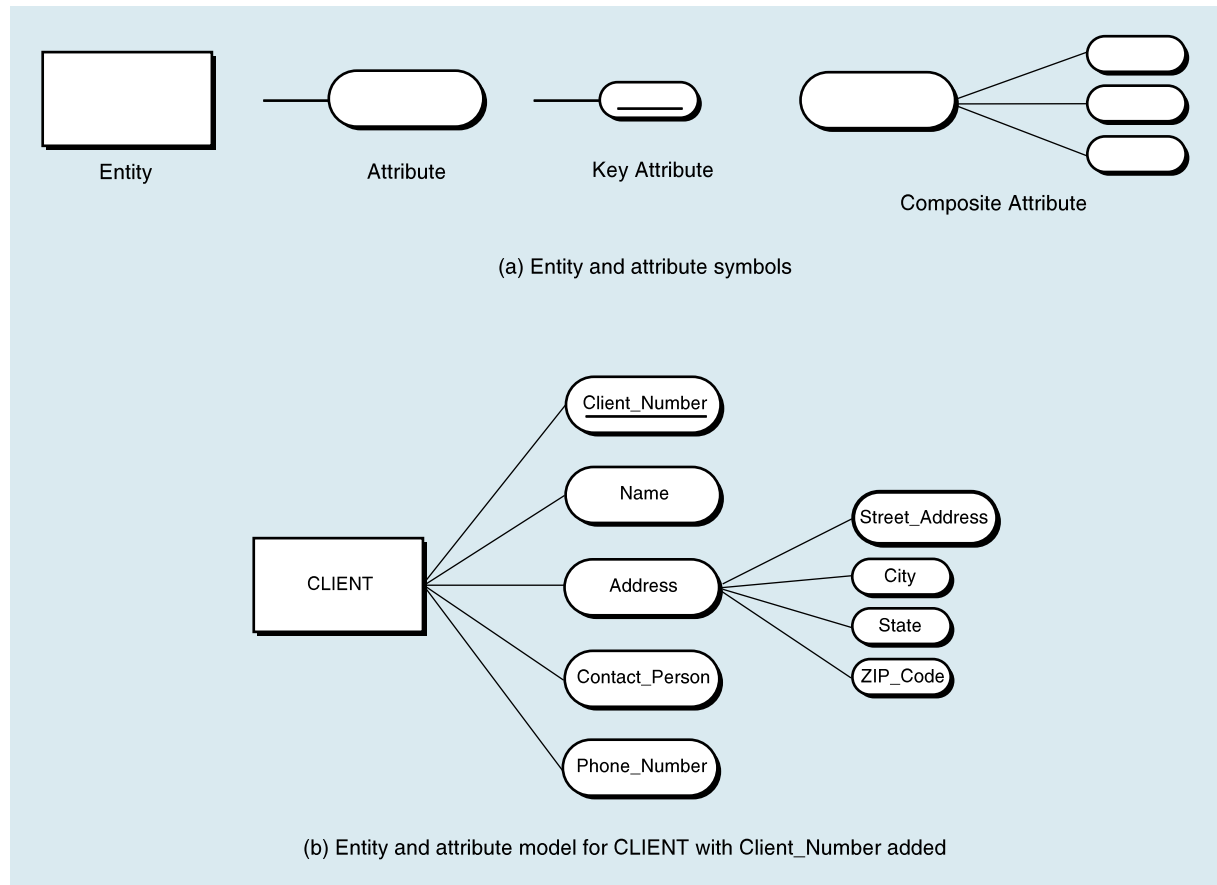 Entity
Attribute
Key Attribute
Composite Attribute
(a) Entity and attribute symbols
Client_Number
Name
Street_Address
CLIENT
Address
City
State
Contact_Person
ZIP_Code
Phone_Number
(b) Entity and attribute model for CLIENT with Client_Number added